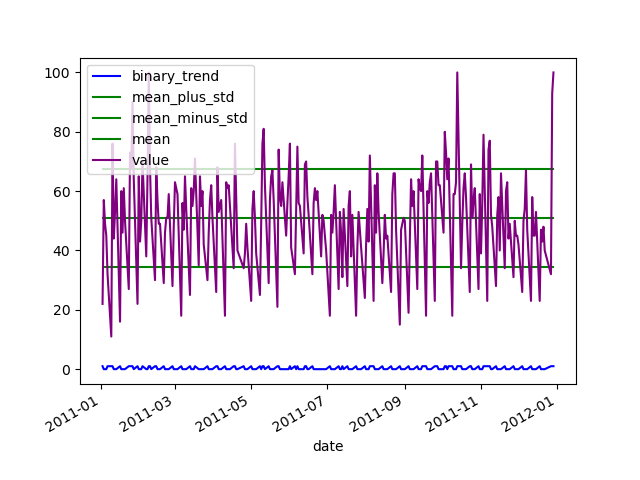 binary_trend
mean_plus_std
mean_minus_std
mean
value
100
80
60
40
20
0
2011-01
2011-03
2011-05
2011-07
2011-09
2011-11
2012-01
date